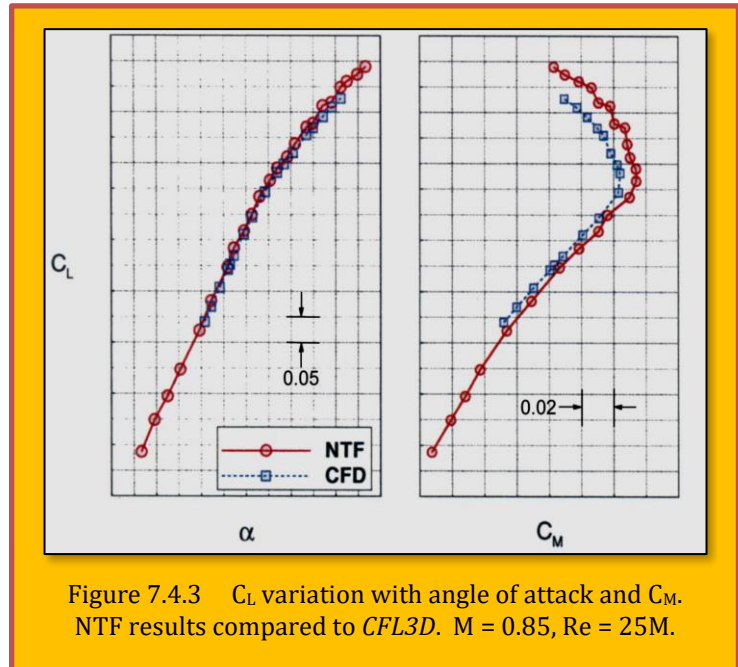 C_L
0.05
NTF
CFD
α
0.02
C_M
Figure 7.4.3 C_L variation with angle of attack and C_M.
NTF results compared to CFL3D. M = 0.85, Re = 25M.